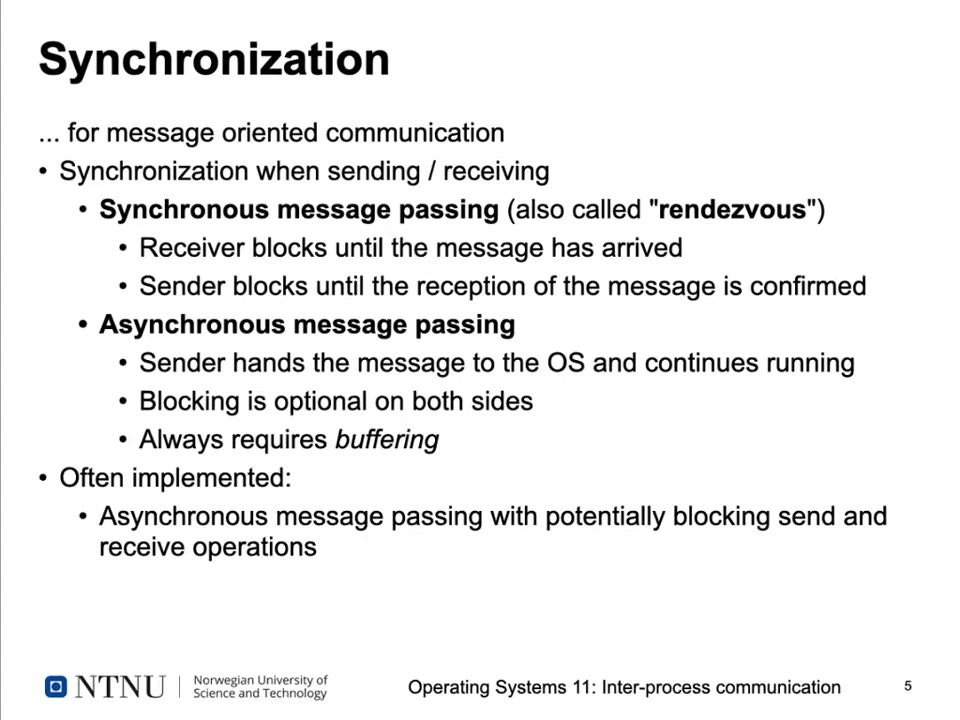 Synchronization
... for message oriented communication
• Synchronization when sending / receiving
• Synchronous message passing (also called "rendezvous")
• Receiver blocks until the message has arrived
• Sender blocks until the reception of the message is confirmed
• Asynchronous message passing
• Sender hands the message to the OS and continues running
• Blocking is optional on both sides
• Always requires buffering
• Often implemented:
• Asynchronous message passing with potentially blocking send and
receive operations
NTNU
Norwegian University of
Science and Technology
Operating Systems 11: Inter-process communication
5